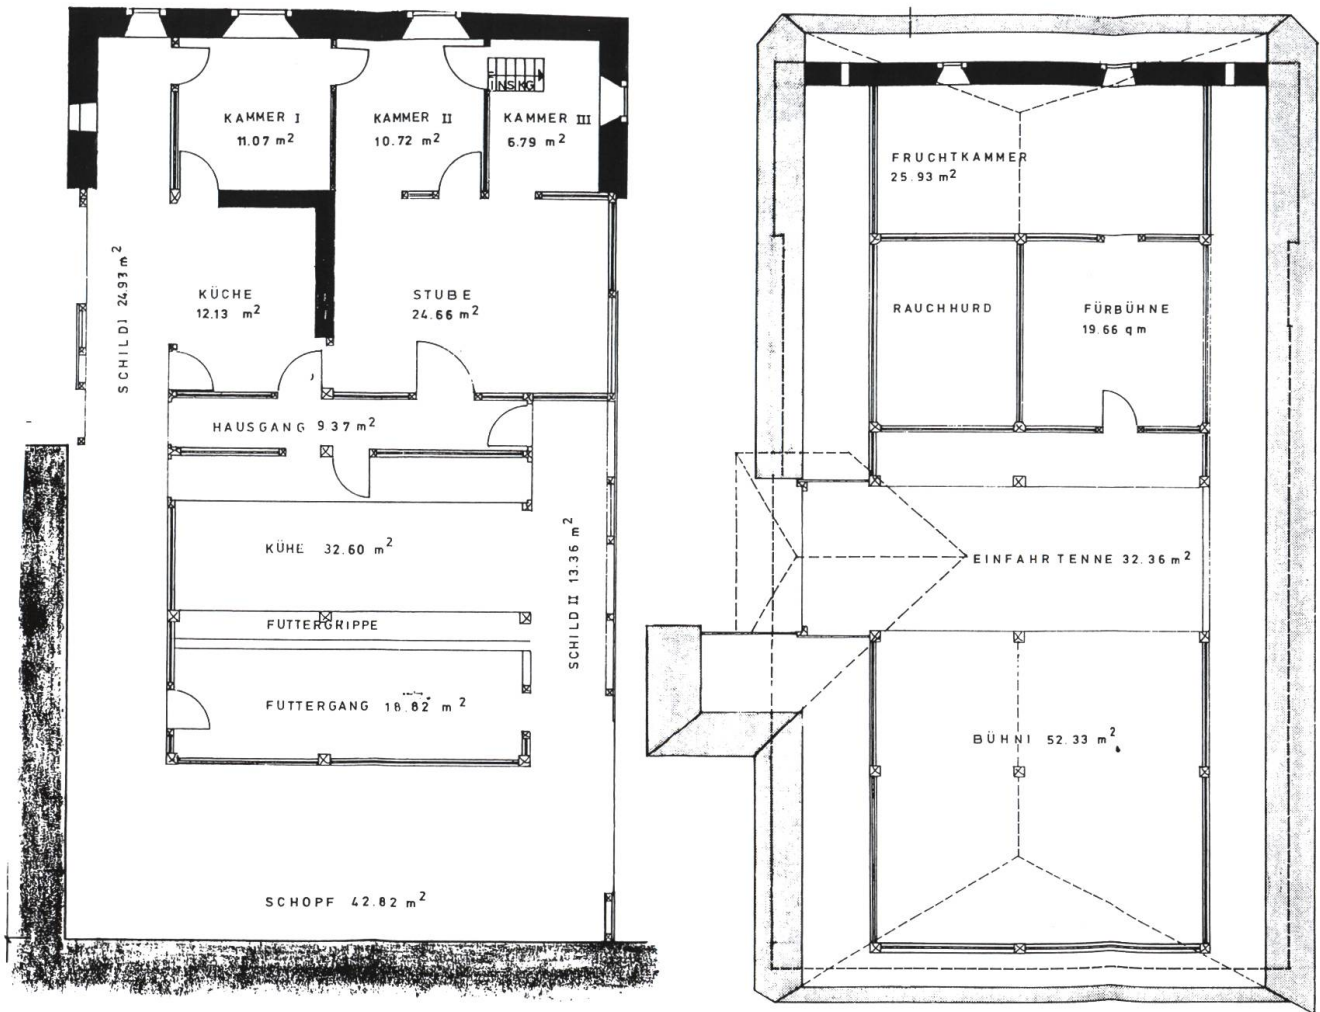 INS KG
KAMMER I
11.07 m²
KAMMER II
10.72 m²
KAMMER III
6.79 m²
SCHILDI 24.93 m²
KÜCHE
12.13 m²
STUBE
24.66 m²
HAUSGANG 9.37 m²
KÜHE 32.60 m²
SCHILD II 13.36 m²
FUTTERGRIPPE
FUTTERGANG 18.82 m²
SCHOPF 42.82 m²
FRUCHTKAMMER
25.93 m²
RAUCHHURD
FÜRBÜHNE
19.66 qm
EINFAHRTENNE 32.36 m²
BÜHNI 52.33 m²